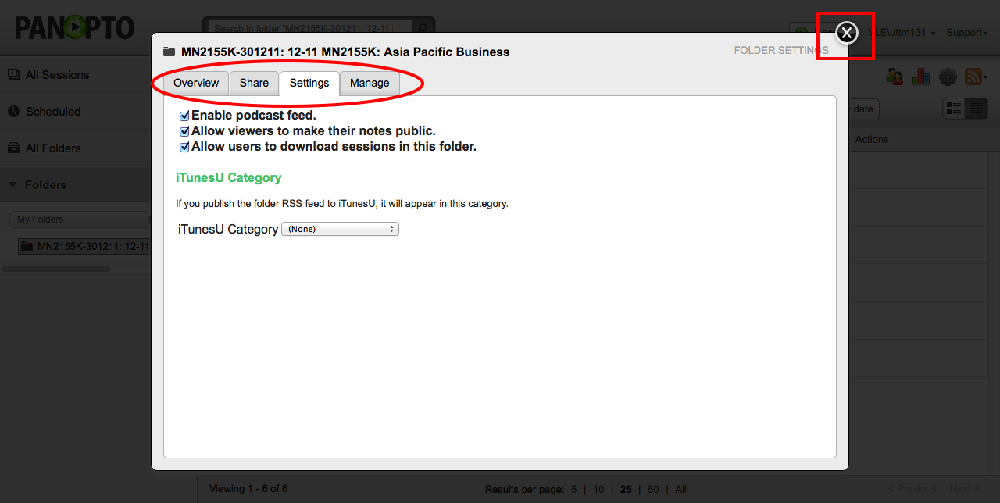 PANOPTO
Search in folder "MN2155K-301211: 12-11
VLE\uttm131
Support
MN2155K-301211: 12-11 MN2155K: Asia Pacific Business
FOLDER SETTINGS
Overview
Share
Settings
Manage
All Sessions
Scheduled
All Folders
Folders
My Folders
MN2155K-301211: 12-11
date
Actions
Enable podcast feed.
Allow viewers to make their notes public.
Allow users to download sessions in this folder.
iTunesU Category
If you publish the folder RSS feed to iTunesU, it will appear in this category.
iTunesU Category (None)
Viewing 1 - 6 of 6
Results per page: 5 | 10 | 25 | 50 | All
< Previous Next >